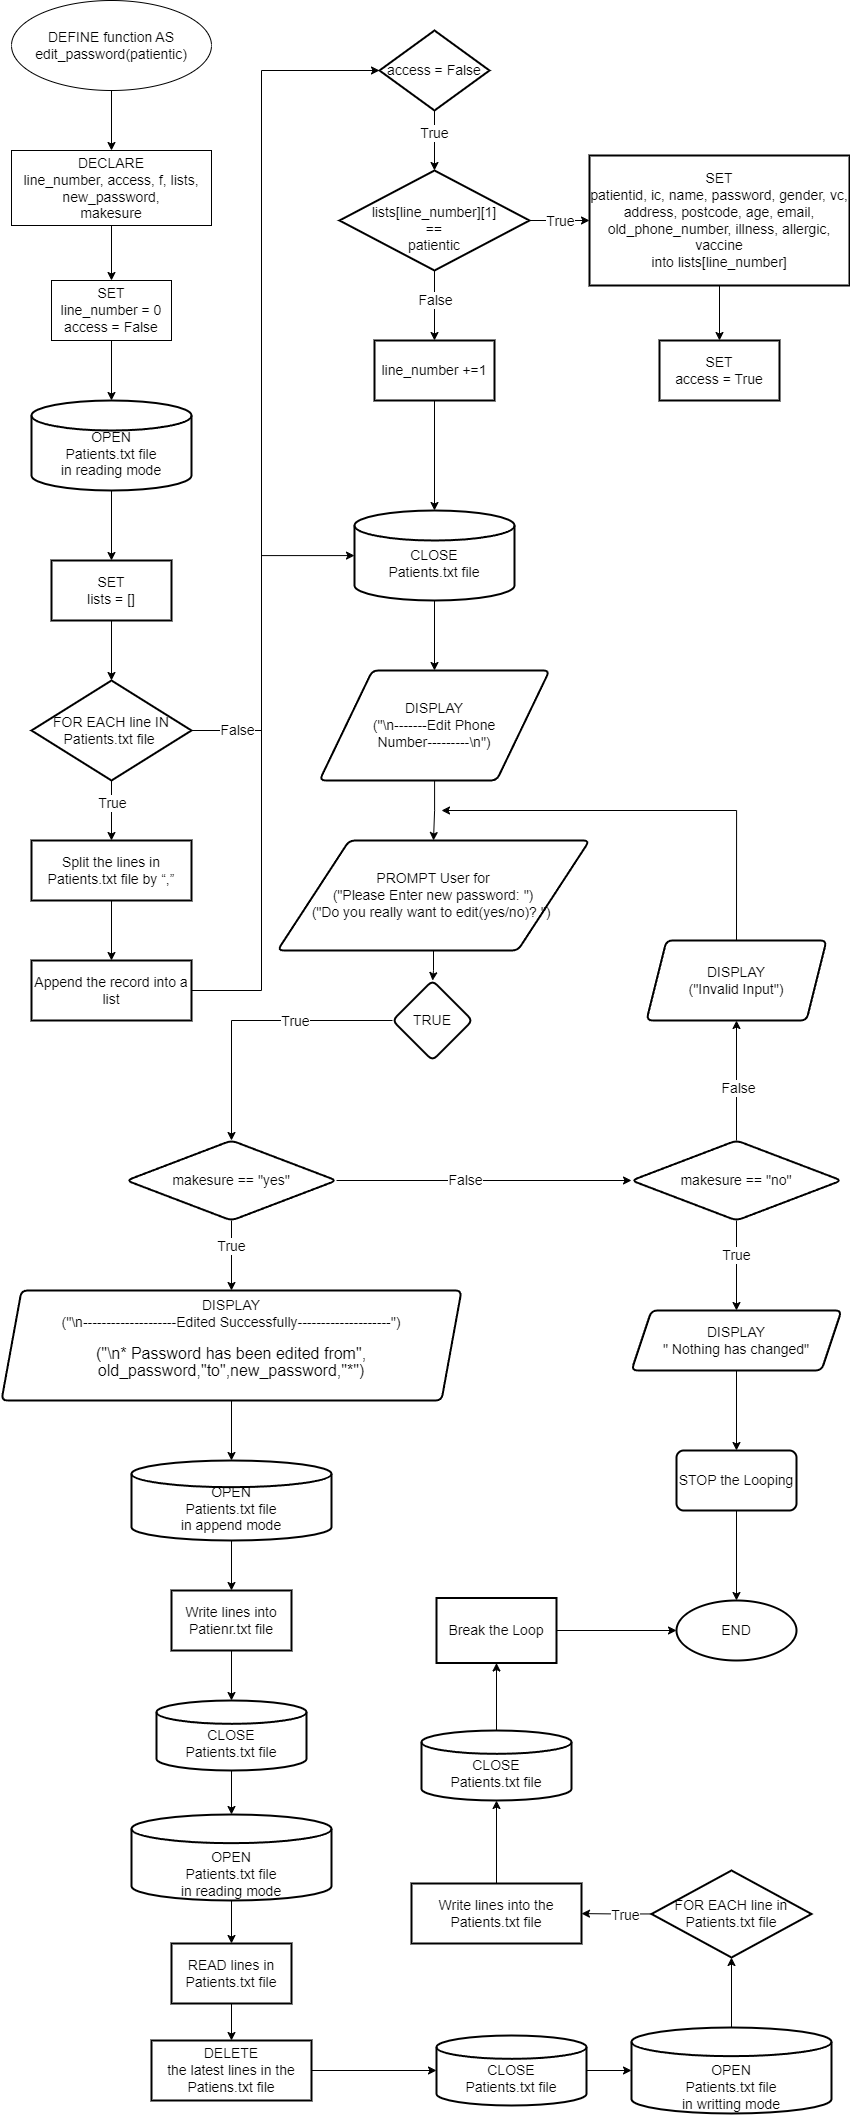 DEFINE function AS
edit_password(patientic)
DECLARE
line_number, access, f, lists,
new_password,
makesure
SET
line_number = 0
access = False
OPEN
Patients.txt file
in reading mode
SET
lists = []
FOR EACH line IN
Patients.txt file
False
True
Split the lines in
Patients.txt file by “,”
Append the record into a
list
access = False
True
lists[line_number][1]
==
patientic
True
SET
patientid, ic, name, password, gender, vc,
address, postcode, age, email,
old_phone_number, illness, allergic,
vaccine
into lists[line_number]
SET
access = True
False
line_number +=1
CLOSE
Patients.txt file
DISPLAY
("\n-------Edit Phone
Number---------\n")
PROMPT User for
("Please Enter new password: ")
("Do you really want to edit(yes/no)? ")
TRUE
True
makesure == "yes"
False
makesure == "no"
False
DISPLAY
("Invalid Input")
True
DISPLAY
" Nothing has changed"
STOP the Looping
END
True
DISPLAY
("\n--------------------Edited Successfully--------------------")
("\n* Password has been edited from",
old_password,"to",new_password,"*")
OPEN
Patients.txt file
in append mode
Write lines into
Patienr.txt file
CLOSE
Patients.txt file
OPEN
Patients.txt file
in reading mode
READ lines in
Patients.txt file
DELETE
the latest lines in the
Patiens.txt file
CLOSE
Patients.txt file
OPEN
Patients.txt file
in writting mode
FOR EACH line in
Patients.txt file
True
Write lines into the
Patients.txt file
CLOSE
Patients.txt file
Break the Loop